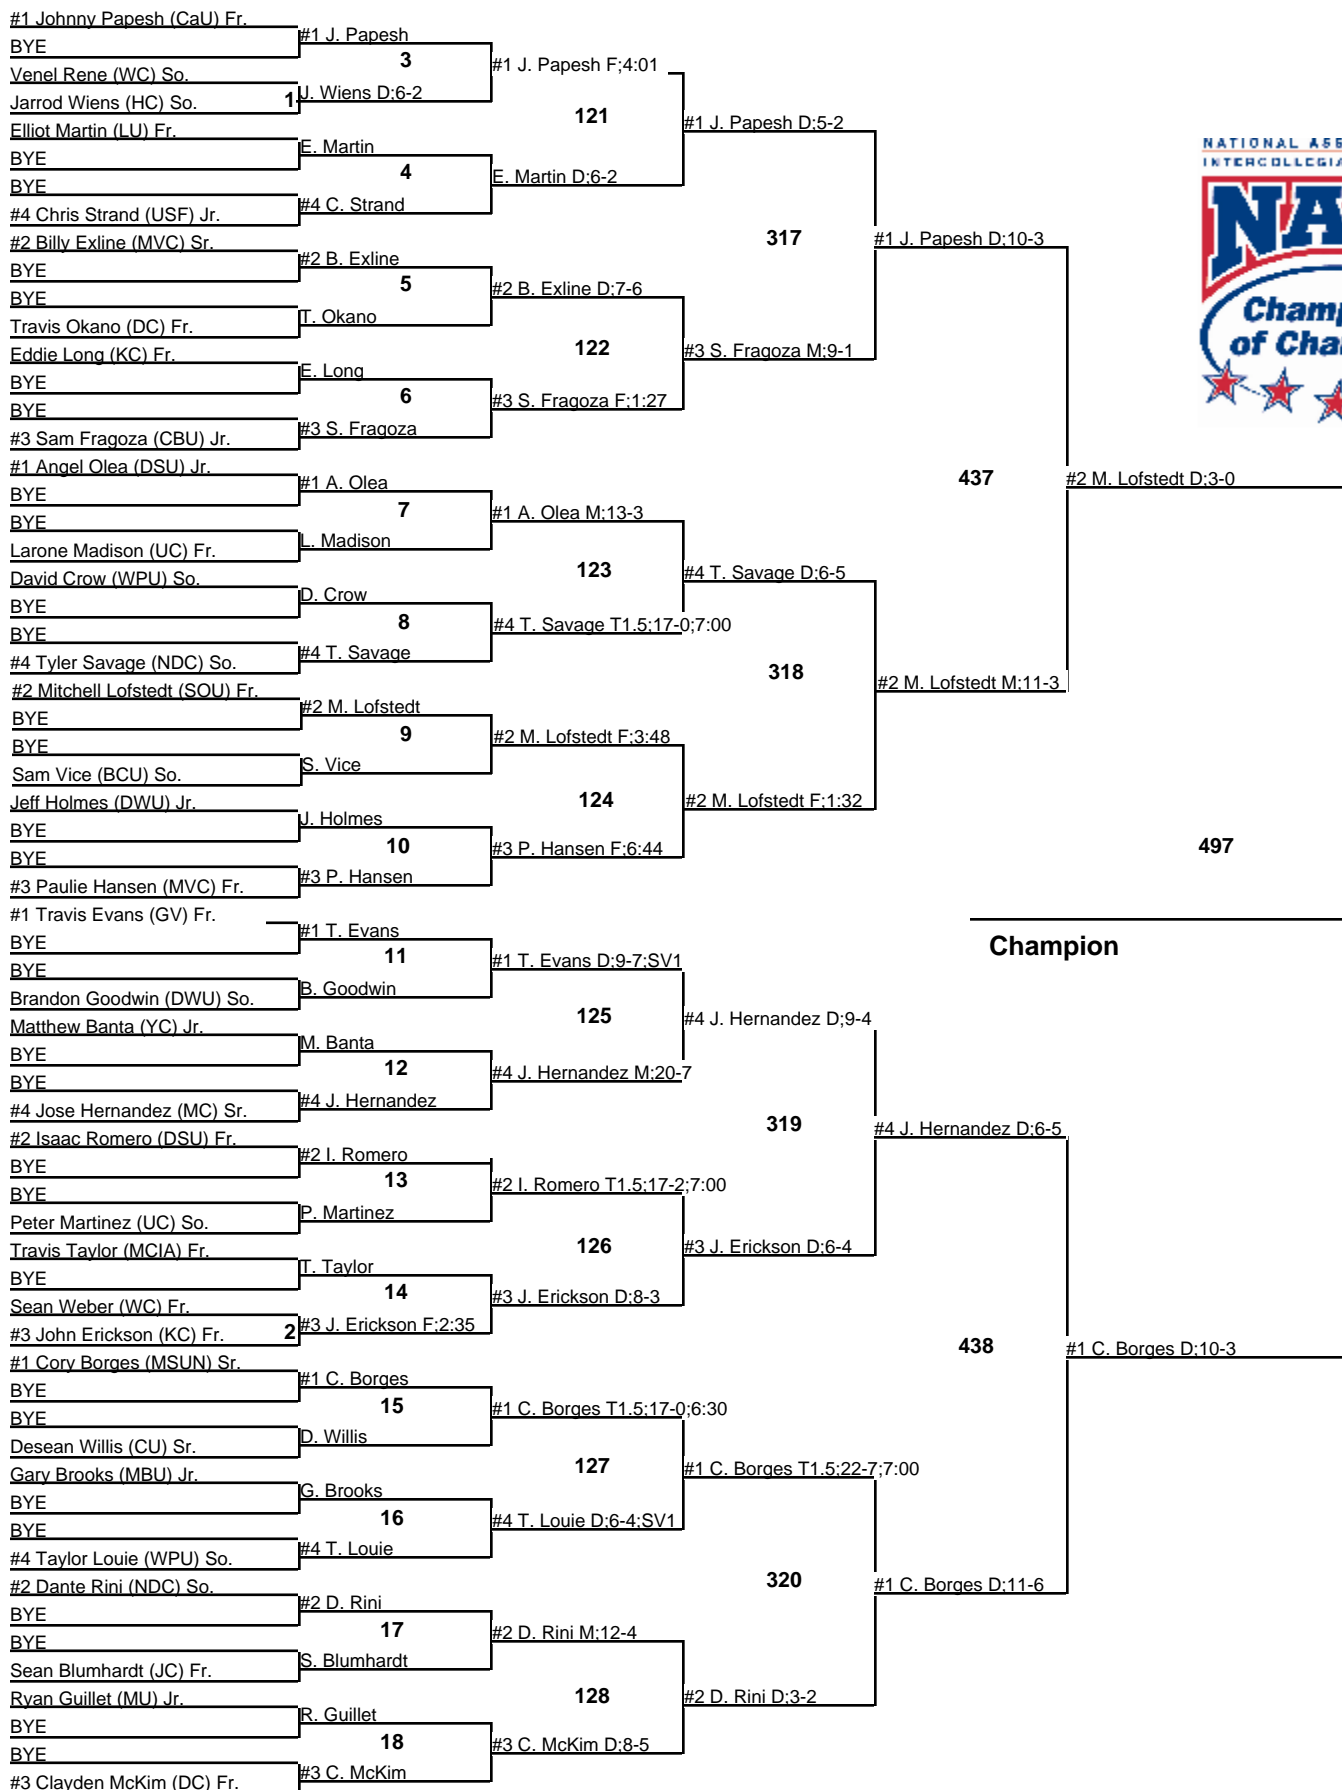 #1 Johnny Papesh (CaU) Fr.
BYE
Venel Rene (WC) So.
Jarrod Wiens (HC) So.
Elliot Martin (LU) Fr.
BYE
BYE
#4 Chris Strand (USF) Jr.
#2 Billy Exline (MVC) Sr.
BYE
BYE
Travis Okano (DC) Fr.
Eddie Long (KC) Fr.
BYE
BYE
#3 Sam Fragoza (CBU) Jr.
#1 Angel Olea (DSU) Jr.
BYE
BYE
Larone Madison (UC) Fr.
David Crow (WPU) So.
BYE
BYE
#4 Tyler Savage (NDC) So.
#2 Mitchell Lofstedt (SOU) Fr.
BYE
BYE
Sam Vice (BCU) So.
Jeff Holmes (DWU) Jr.
BYE
BYE
#3 Paulie Hansen (MVC) Fr.
#1 Travis Evans (GV) Fr.
BYE
BYE
Brandon Goodwin (DWU) So.
Matthew Banta (YC) Jr.
BYE
BYE
#4 Jose Hernandez (MC) Sr.
#2 Isaac Romero (DSU) Fr.
BYE
BYE
Peter Martinez (UC) So.
Travis Taylor (MCIA) Fr.
BYE
Sean Weber (WC) Fr.
#3 John Erickson (KC) Fr.
#1 Cory Borges (MSUN) Sr.
BYE
BYE
Desean Willis (CU) Sr.
Gary Brooks (MBU) Jr.
BYE
BYE
#4 Taylor Louie (WPU) So.
#2 Dante Rini (NDC) So.
BYE
BYE
Sean Blumhardt (JC) Fr.
Ryan Guillet (MU) Jr.
BYE
BYE
#3 Clayden McKim (DC) Fr.
1
2
#1 J. Papesh
3
J. Wiens D;6-2
E. Martin
4
#4 C. Strand
#2 B. Exline
5
T. Okano
E. Long
6
#3 S. Fragoza
#1 A. Olea
7
L. Madison
D. Crow
8
#4 T. Savage
#2 M. Lofstedt
9
S. Vice
J. Holmes
10
#3 P. Hansen
#1 T. Evans
11
B. Goodwin
M. Banta
12
#4 J. Hernandez
#2 I. Romero
13
P. Martinez
T. Taylor
14
#3 J. Erickson F;2:35
#1 C. Borges
15
D. Willis
G. Brooks
16
#4 T. Louie
#2 D. Rini
17
S. Blumhardt
R. Guillet
18
#3 C. McKim
#1 J. Papesh F;4:01
121
E. Martin D;6-2
#2 B. Exline D;7-6
122
#3 S. Fragoza F;1:27
#1 A. Olea M;13-3
123
#4 T. Savage T1.5;17-0;7:00
#2 M. Lofstedt F;3:48
124
#3 P. Hansen F;6:44
#1 T. Evans D;9-7;SV1
125
#4 J. Hernandez M;20-7
#2 I. Romero T1.5;17-2;7:00
126
#3 J. Erickson D;8-3
#1 C. Borges T1.5;17-0;6:30
127
#4 T. Louie D;6-4;SV1
#2 D. Rini M;12-4
128
#3 C. McKim D;8-5
#1 J. Papesh D;5-2
317
#3 S. Fragoza M;9-1
#4 T. Savage D;6-5
318
#2 M. Lofstedt F;1:32
#4 J. Hernandez D;9-4
319
#3 J. Erickson D;6-4
#1 C. Borges T1.5;22-7;7:00
320
#2 D. Rini D;3-2
#1 J. Papesh D;10-3
437
#2 M. Lofstedt M;11-3
#4 J. Hernandez D;6-5
438
#1 C. Borges D;11-6
#2 M. Lofstedt D;3-0
497
#1 C. Borges D;10-3
Champion
NATIONAL ASS
INTERCOLLEGIA
NA
Champ
of Cha